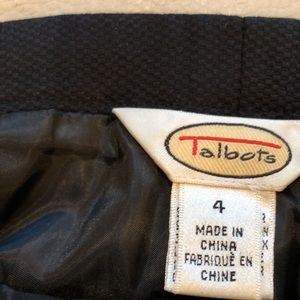 Talbots
4
MADE IN
CHINA
FABRIQUÉ EN
CHINE